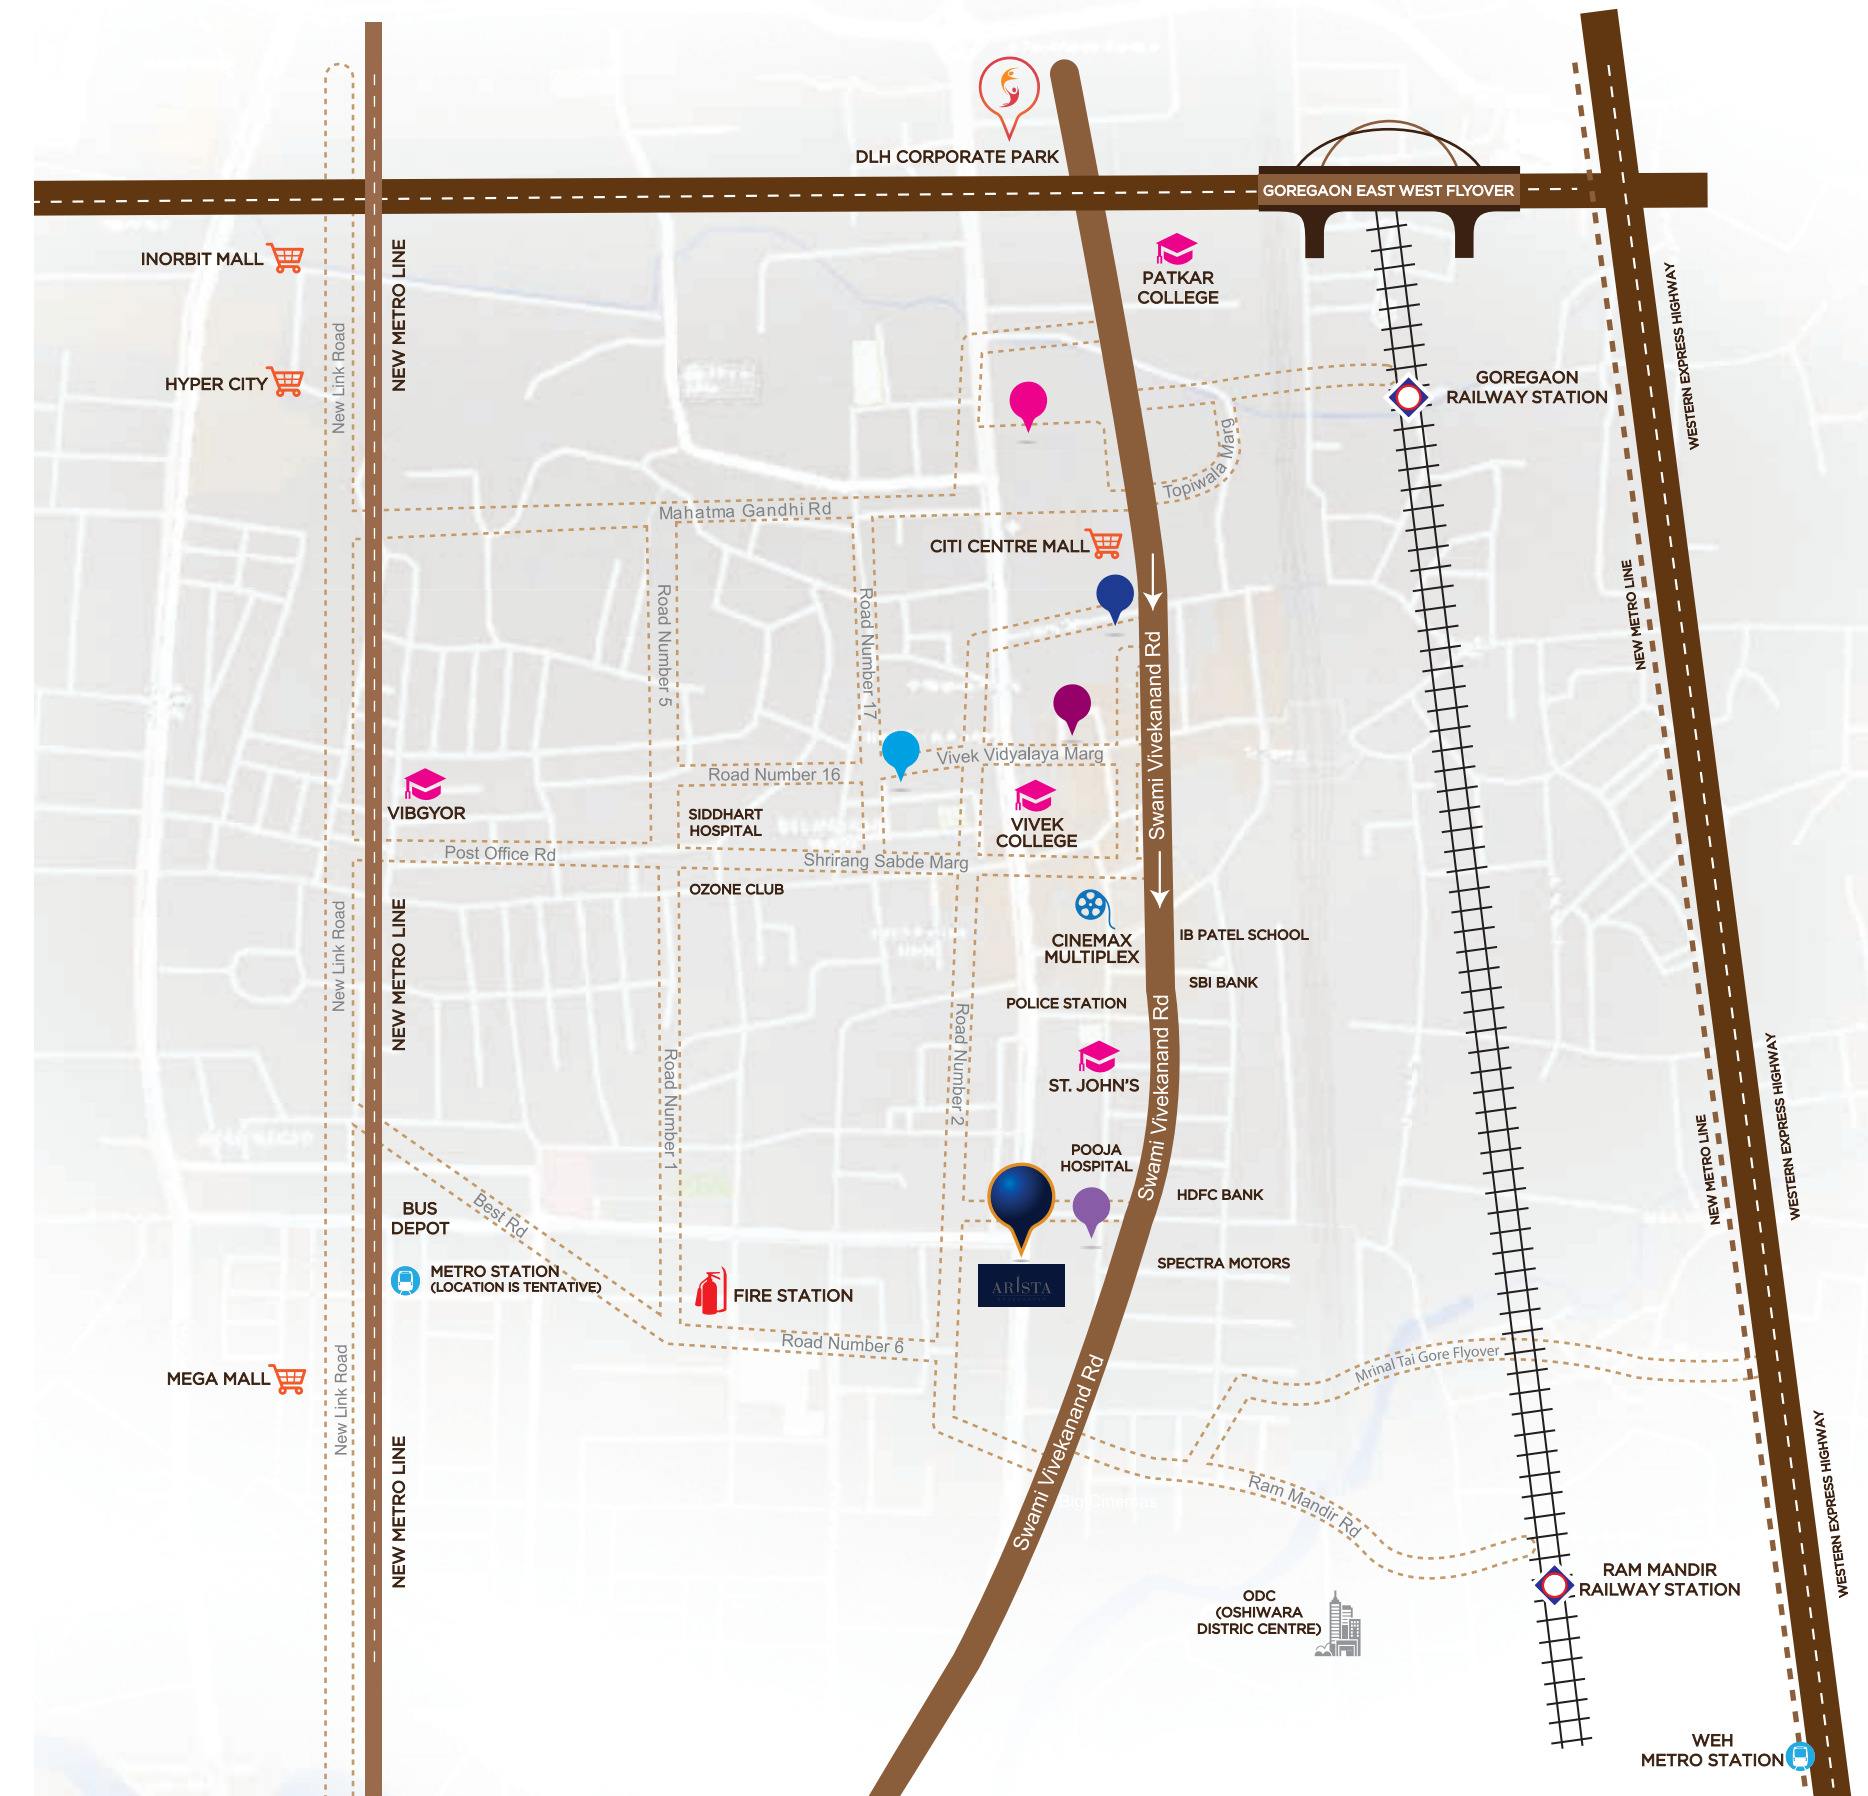 DLH CORPORATE PARK
GOREGAON EAST WEST FLYOVER
INORBIT MALL
NEW METRO LINE
PATKAR
COLLEGE
WESTERN EXPRESS HIGHWAY
New Link Road
HYPER CITY
GOREGAON
RAILWAY STATION
Topiwala Marg
Mahatma Gandhi Rd
CITI CENTRE MALL
NEW METRO LINE
Road Number 5
Road Number 17
Swami Vivekanand Rd
Vivek Vidyalaya Marg
Road Number 16
VIBGYOR
SIDDHART
HOSPITAL
VIVEK
COLLEGE
Post Office Rd
Shrirang Sabde Marg
OZONE CLUB
New Link Road
NEW METRO LINE
CINEMAX
MULTIPLEX
IB PATEL SCHOOL
SBI BANK
POLICE STATION
Swami Vivekanand Rd
Road Number 2
Road Number 1
ST. JOHN'S
WESTERN EXPRESS HIGHWAY
NEW METRO LINE
POOJA
HOSPITAL
HDFC BANK
BUS
DEPOT
Best Rd
SPECTRA MOTORS
METRO STATION
(LOCATION IS TENTATIVE)
ARISTA
FIRE STATION
Road Number 6
Mrinal Tai Gore Flyover
MEGA MALL
New Link Road
Swami Vivekanand Rd
NEW METRO LINE
WESTERN EXPRESS HIGHWAY
Big Cinemas
Ram Mandir Rd
RAM MANDIR
RAILWAY STATION
ODC
(OSHIWARA
DISTRIC CENTRE)
WEH
METRO STATION